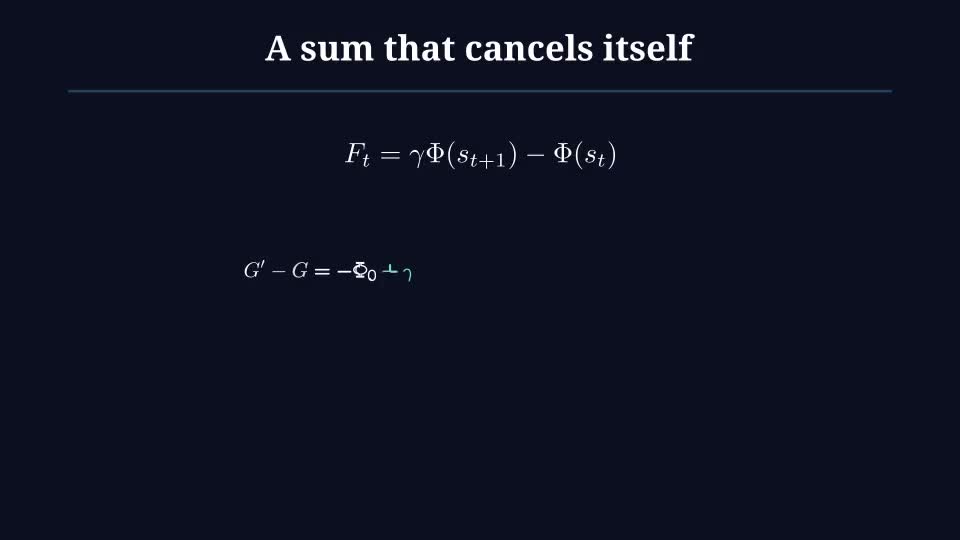 A sum that cancels itself
F_t = γΦ(s_{t+1}) − Φ(s_t)
G′ − G = −Φ_0 + γ